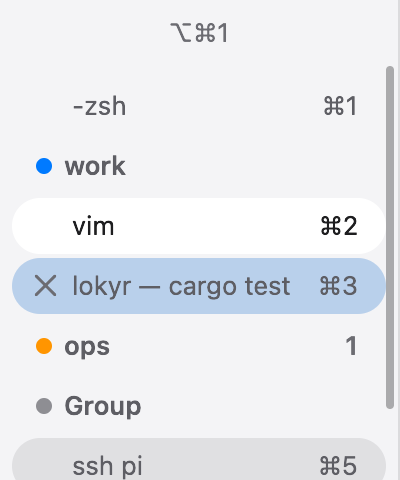 ⌥⌘1
-zsh ⌘1
work
vim ⌘2
lokyr — cargo test ⌘3
ops 1
Group
ssh pi ⌘5